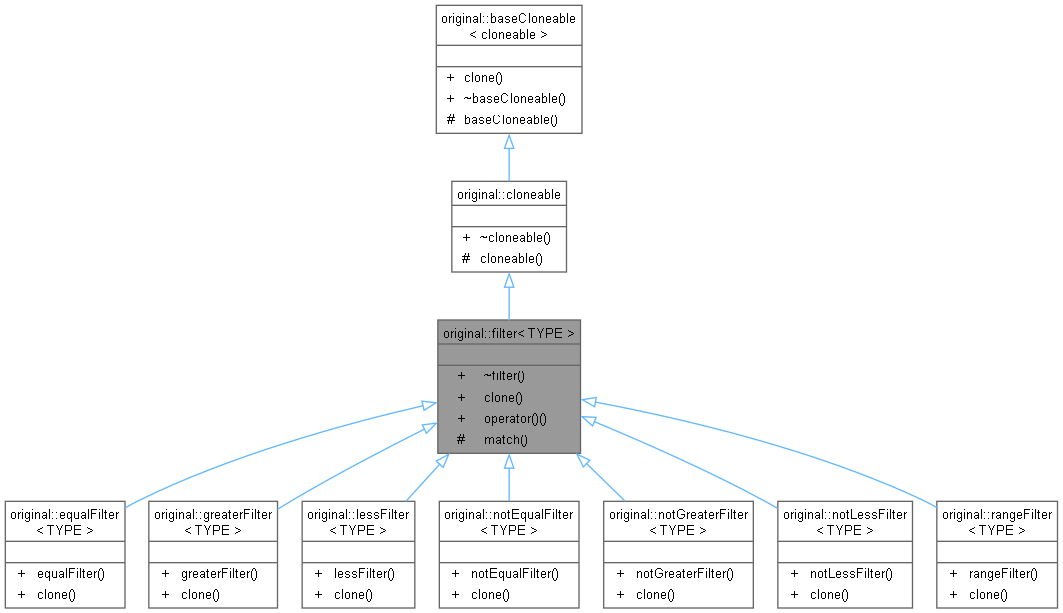 original::baseCloneable
< cloneable >
+ clone()
+ ~baseCloneable()
# baseCloneable()
original::cloneable
+ ~cloneable()
# cloneable()
original::filter< TYPE >
+ ~filter()
+ clone()
+ operator()()
# match()
original::equalFilter
< TYPE >
+ equalFilter()
+ clone()
original::greaterFilter
< TYPE >
+ greaterFilter()
+ clone()
original::lessFilter
< TYPE >
+ lessFilter()
+ clone()
original::notEqualFilter
< TYPE >
+ notEqualFilter()
+ clone()
original::notGreaterFilter
< TYPE >
+ notGreaterFilter()
+ clone()
original::notLessFilter
< TYPE >
+ notLessFilter()
+ clone()
original::rangeFilter
< TYPE >
+ rangeFilter()
+ clone()